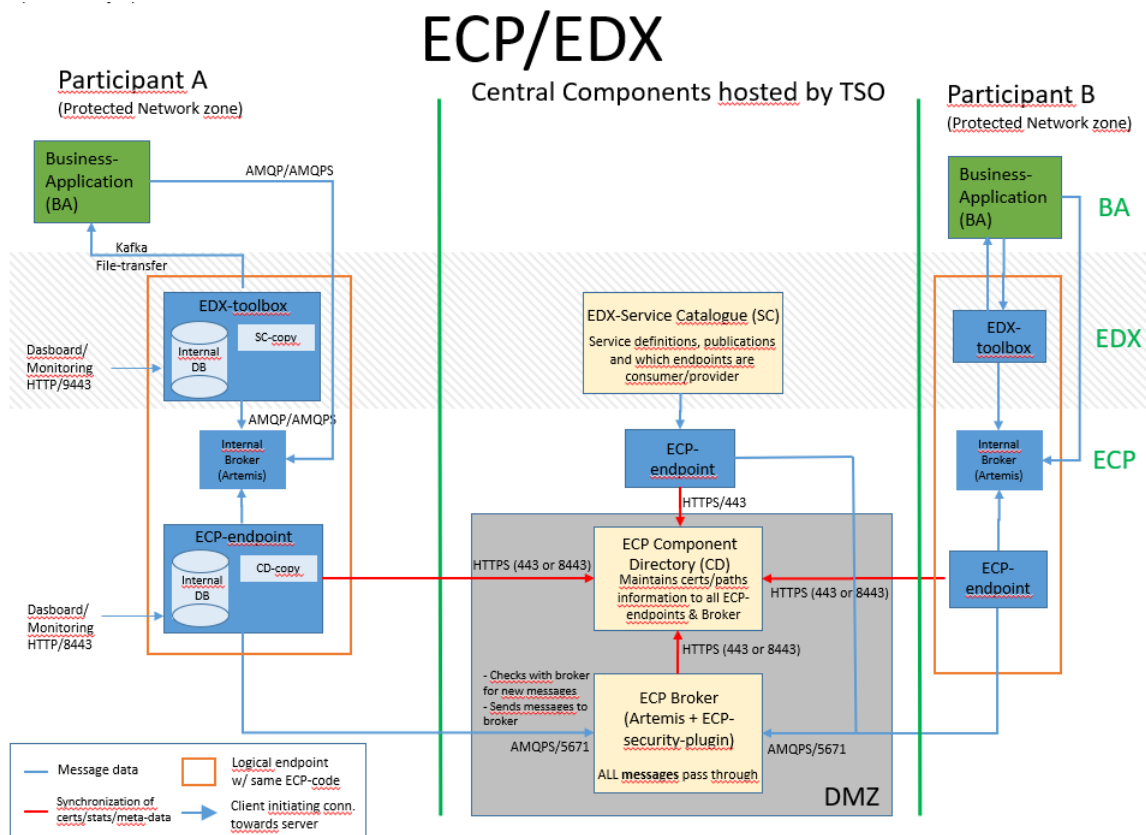 ECP/EDX
Participant A
(Protected Network zone)
Central Components hosted by TSO
Participant B
(Protected Network zone)
Business-
Application
(BA)
AMQP/AMQPS
Kafka
File-transfer
Business-
Application
(BA)
BA
EDX-toolbox
Internal
DB
SC-copy
Dasboard/
Monitoring
HTTP/9443
AMQP/AMQPS
EDX-Service Catalogue (SC)
Service definitions, publications
and which endpoints are
consumer/provider
EDX-
toolbox
EDX
Internal
Broker
(Artemis)
ECP-
endpoint
Internal
Broker
(Artemis)
ECP
HTTPS/443
ECP-endpoint
Internal
DB
CD-copy
Dasboard/
Monitoring
HTTP/8443
HTTPS (443 or 8443)
ECP Component
Directory (CD)
Maintains certs/paths
information to all ECP-
endpoints & Broker
HTTPS (443 or 8443)
ECP-
endpoint
HTTPS (443 or 8443)
- Checks with broker
for new messages
- Sends messages to
broker
AMQPS/5671
ECP Broker
(Artemis + ECP-
security-plugin)
ALL messages pass through
AMQPS/5671
DMZ
Message data
Logical endpoint
w/ same ECP-code
Synchronization of
certs/stats/meta-data
Client initiating conn.
towards server